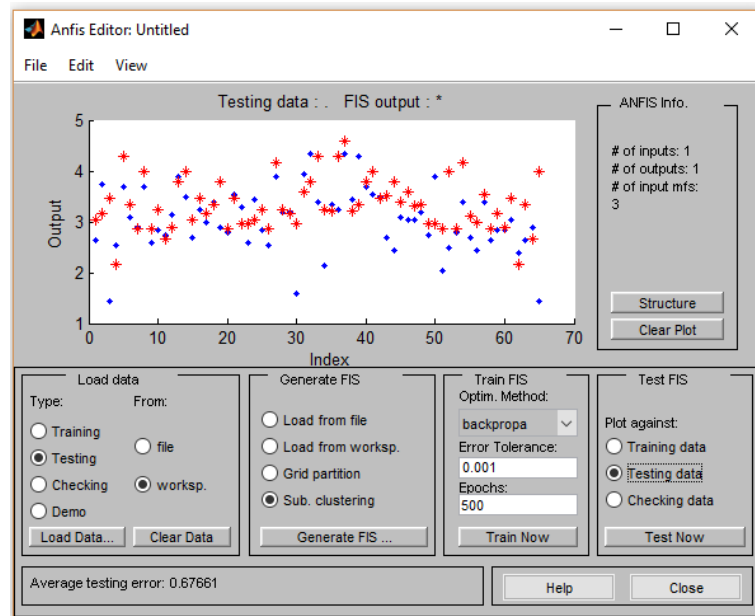 Anfis Editor: Untitled
File Edit View
Testing data : . FIS output : *
5
4
3
2
1
Output
0 10 20 30 40 50 60 70
Index
ANFIS Info.
# of inputs: 1
# of outputs: 1
# of input mfs:
3
Structure
Clear Plot
Load data
Type: From:
Training
Testing
Checking
Demo
file
worksp.
Load Data... Clear Data
Generate FIS
Load from file
Load from worksp.
Grid partition
Sub. clustering
Generate FIS ...
Train FIS
Optim. Method:
backpropa
Error Tolerance:
0.001
Epochs:
500
Train Now
Test FIS
Plot against:
Training data
Testing data
Checking data
Test Now
Average testing error: 0.67661
Help Close